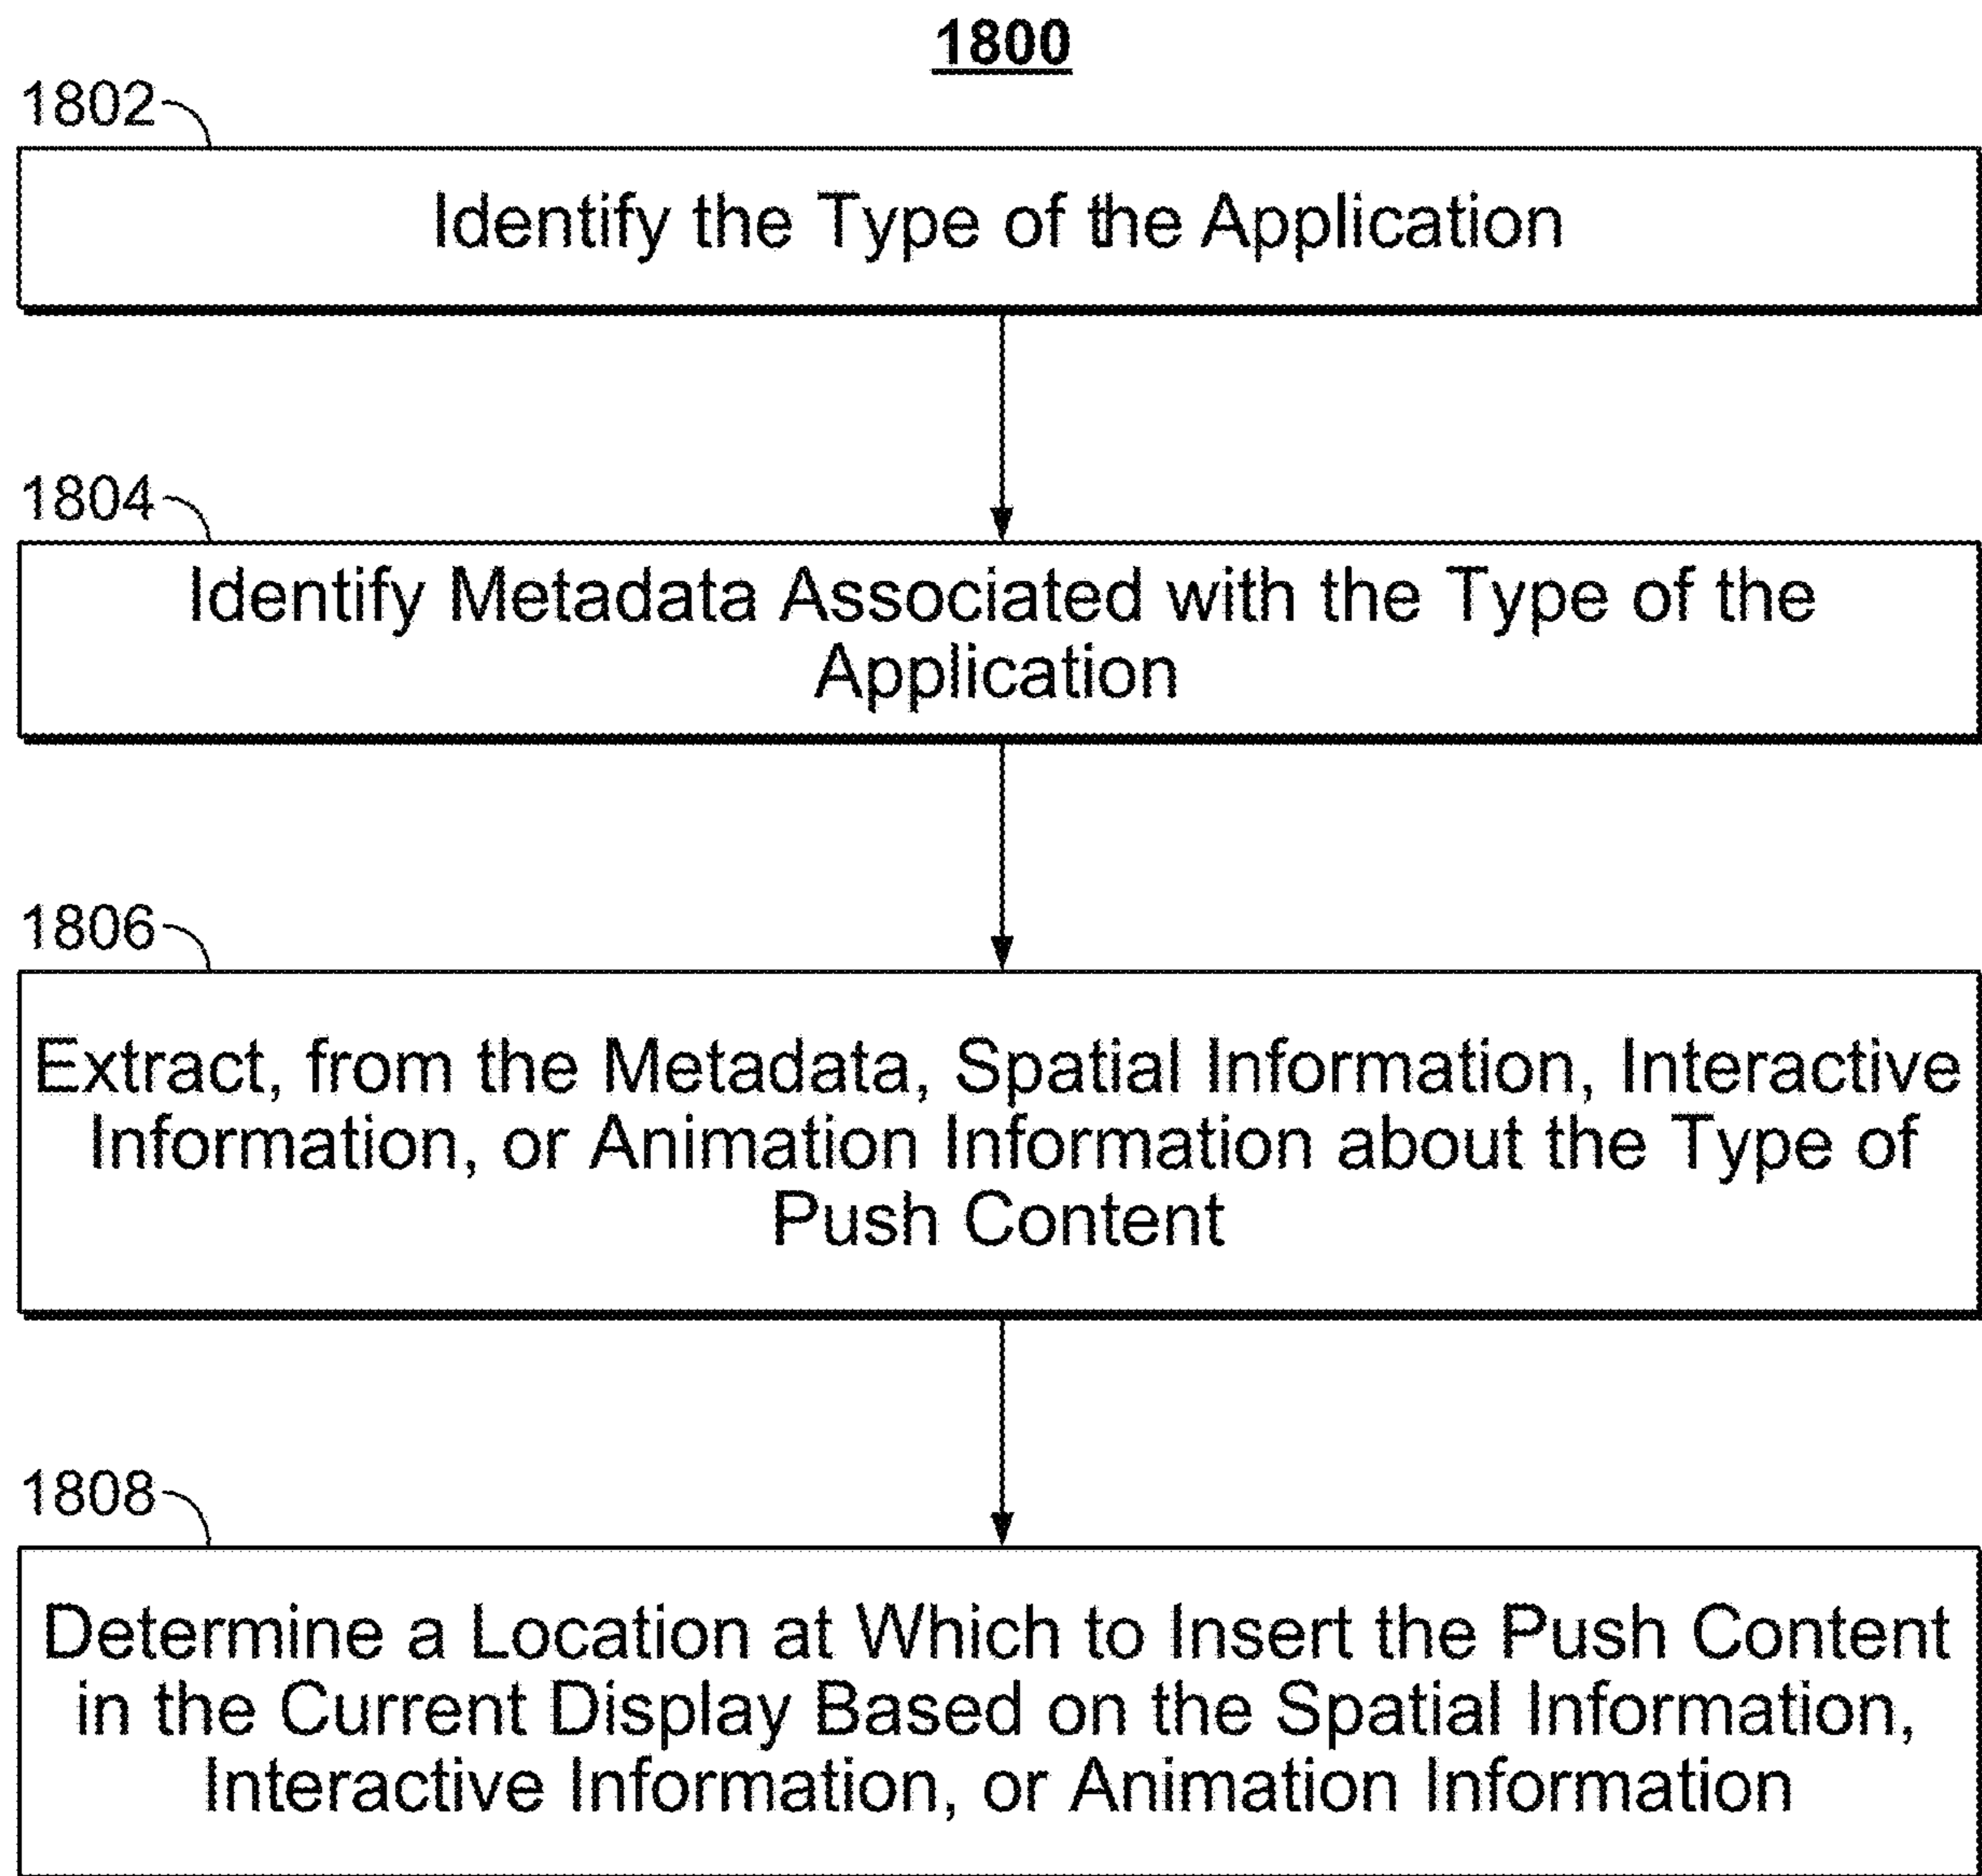 1800
1802
Identify the Type of the Application
1804
Identify Metadata Associated with the Type of the
Application
1806
Extract, from the Metadata, Spatial Information, Interactive
Information, or Animation Information about the Type of
Push Content
1808
Determine a Location at Which to Insert the Push Content
in the Current Display Based on the Spatial Information,
Interactive Information, or Animation Information